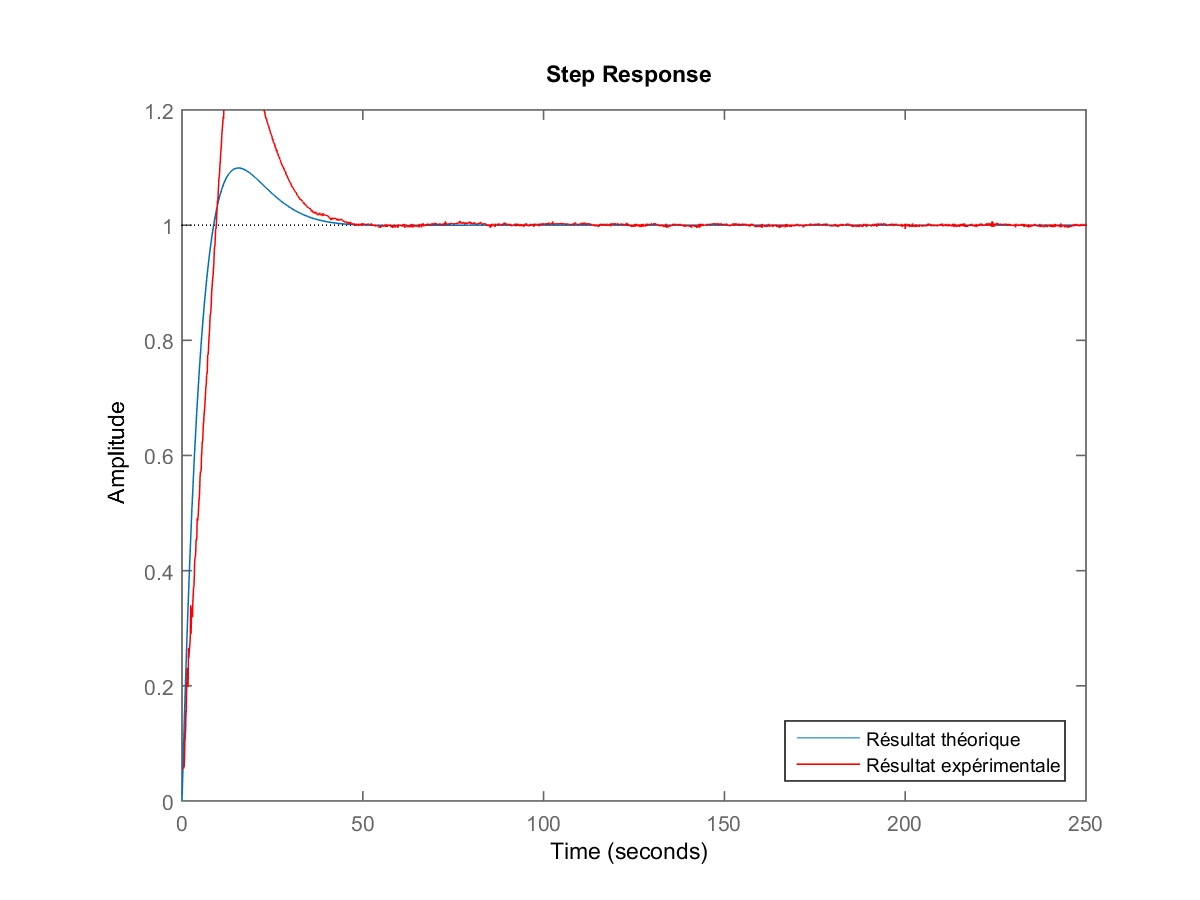 Step Response
1.2
1
0.8
0.6
0.4
0.2
0
Amplitude
0 50 100 150 200 250
Time (seconds)
Résultat théorique
Résultat expérimentale